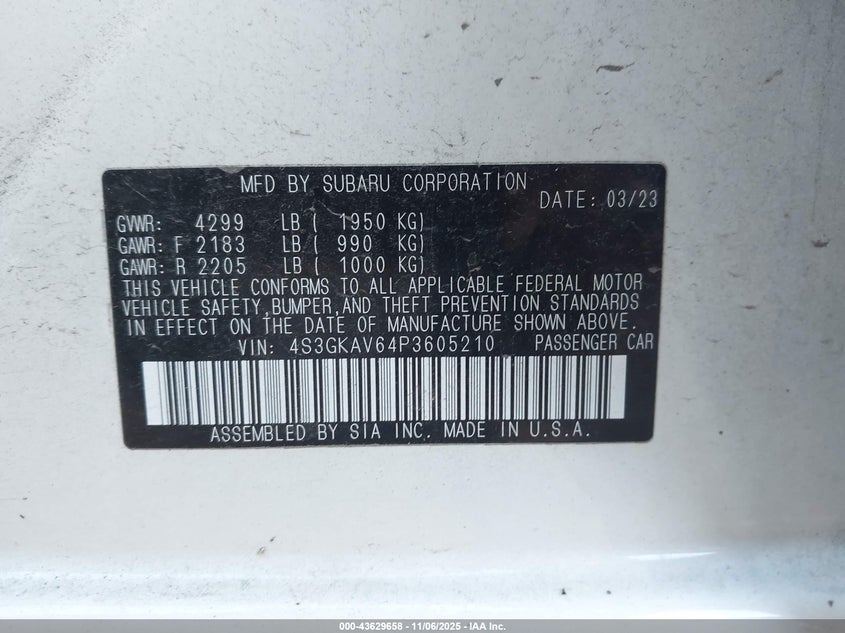 MFD BY SUBARU CORPORATION
DATE: 03/23
GVWR: 4299 LB ( 1950 KG)
GAWR: F 2183 LB ( 990 KG)
GAWR: R 2205 LB ( 1000 KG)
THIS VEHICLE CONFORMS TO ALL APPLICABLE FEDERAL MOTOR
VEHICLE SAFETY,BUMPER,AND THEFT PREVENTION STANDARDS
IN EFFECT ON THE DATE OF MANUFACTURE SHOWN ABOVE.
VIN: 4S3GKAV64P3605210 PASSENGER CAR
ASSEMBLED BY SIA INC. MADE IN U.S.A.
000-43629658 - 11/06/2025 - IAA Inc.